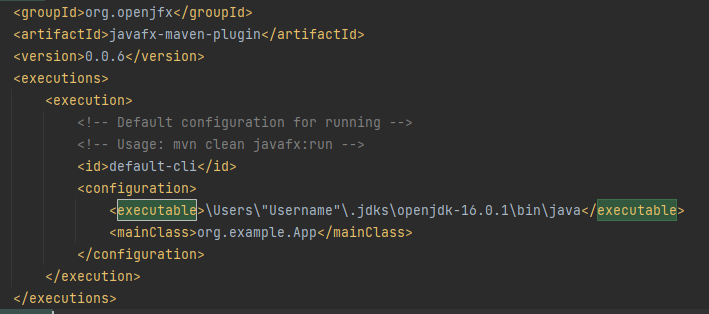 <groupId>org.openjfx</groupId>
<artifactId>javafx-maven-plugin</artifactId>
<version>0.0.6</version>
<executions>
<execution>
<!-- Default configuration for running -->
<!-- Usage: mvn clean javafx:run -->
<id>default-cli</id>
<configuration>
<executable>\Users\"Username"\.jdks\openjdk-16.0.1\bin\java</executable>
<mainClass>org.example.App</mainClass>
</configuration>
</execution>
</executions>